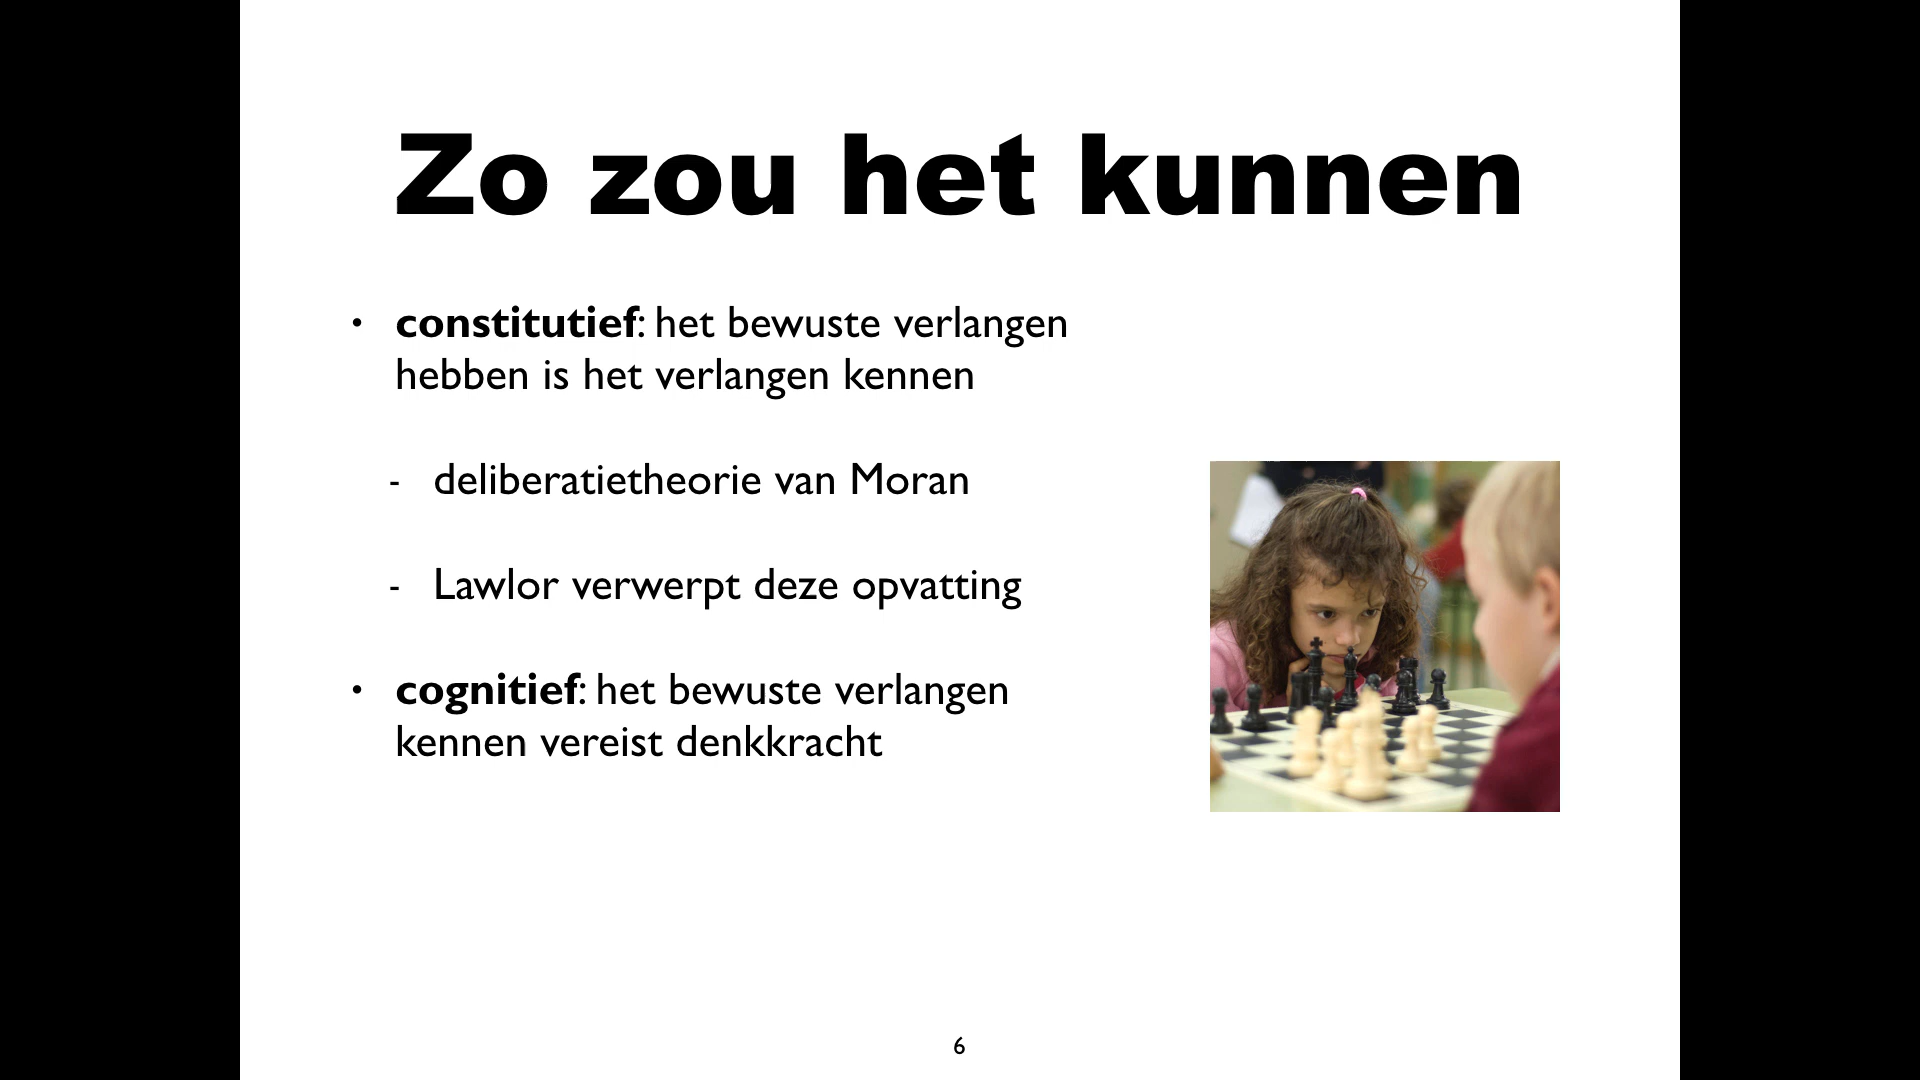 Zo zou het kunnen
• constitutief: het bewuste verlangen
hebben is het verlangen kennen
- deliberatietheorie van Moran
- Lawlor verwerpt deze opvatting
• cognitief: het bewuste verlangen
kennen vereist denkkracht
6